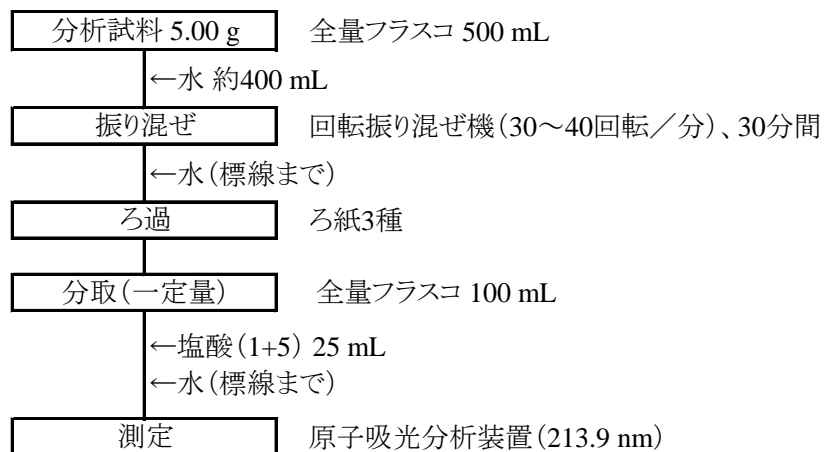 分析試料 5.00 g 全量フラスコ 500 mL
←水 約400 mL
振り混ぜ 回転振り混ぜ機(30～40回転／分)、30分間
←水(標線まで)
ろ過 ろ紙3種
分取(一定量) 全量フラスコ 100 mL
←塩酸(1+5) 25 mL
←水(標線まで)
測定 原子吸光分析装置(213.9 nm)